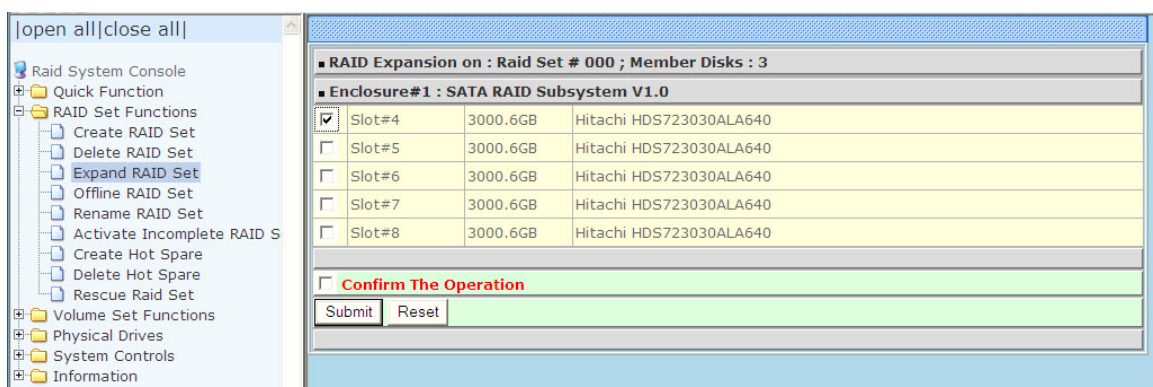 |open all|close all|
Raid System Console
Quick Function
RAID Set Functions
Create RAID Set
Delete RAID Set
Expand RAID Set
Offline RAID Set
Rename RAID Set
Activate Incomplete RAID S
Create Hot Spare
Delete Hot Spare
Rescue Raid Set
Volume Set Functions
Physical Drives
System Controls
Information
RAID Expansion on : Raid Set # 000 ; Member Disks : 3
Enclosure#1 : SATA RAID Subsystem V1.0
Slot#4 3000.6GB Hitachi HDS723030ALA640
Slot#5 3000.6GB Hitachi HDS723030ALA640
Slot#6 3000.6GB Hitachi HDS723030ALA640
Slot#7 3000.6GB Hitachi HDS723030ALA640
Slot#8 3000.6GB Hitachi HDS723030ALA640
Confirm The Operation
Submit Reset